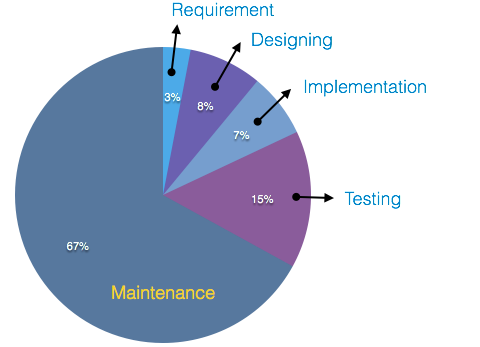 Requirement
Designing
Implementation
3%
8%
7%
15%
Testing
67%
Maintenance